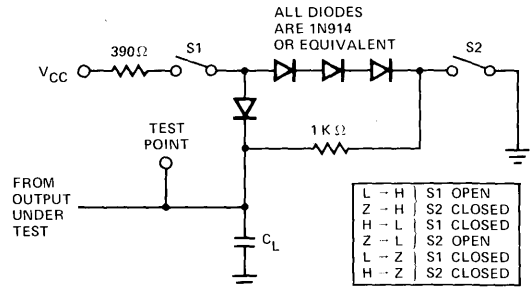 ALL DIODES
ARE 1N914
OR EQUIVALENT
390Ω
S1
S2
VCC
TEST
POINT
1 KΩ
FROM
OUTPUT
UNDER
TEST
CL
L – H | S1 OPEN
Z – H | S2 CLOSED
H – L | S1 CLOSED
Z – L | S2 OPEN
L – Z | S1 CLOSED
H – Z | S2 CLOSED